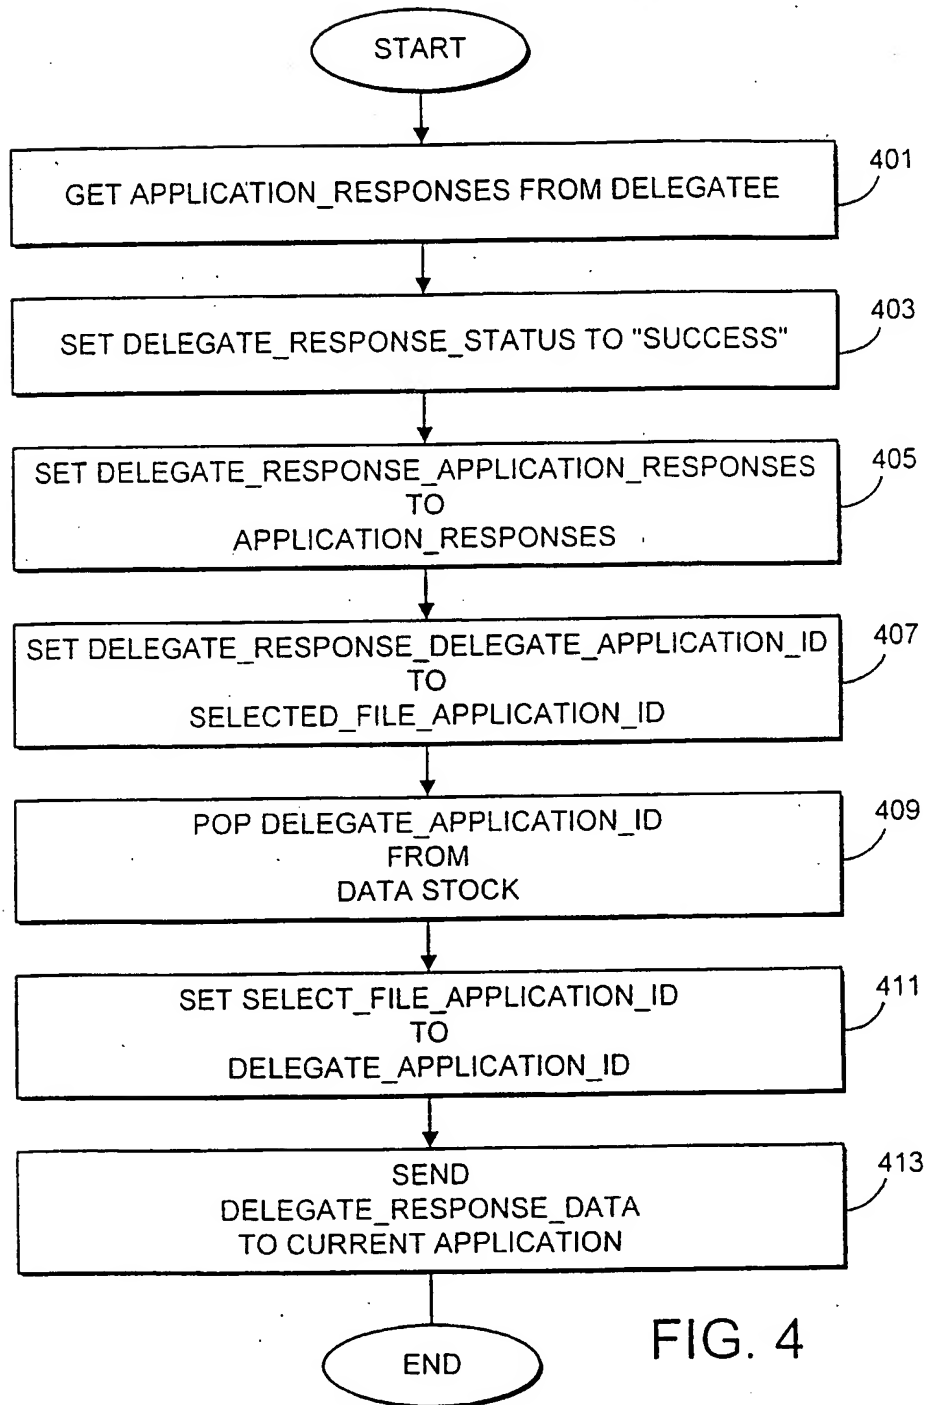 START
GET APPLICATION_RESPONSES FROM DELEGATEE
401
SET DELEGATE_RESPONSE_STATUS TO "SUCCESS"
403
SET DELEGATE_RESPONSE_APPLICATION_RESPONSES
TO
APPLICATION_RESPONSES
405
SET DELEGATE_RESPONSE_DELEGATE_APPLICATION_ID
TO
SELECTED_FILE_APPLICATION_ID
407
POP DELEGATE_APPLICATION_ID
FROM
DATA STOCK
409
SET SELECT_FILE_APPLICATION_ID
TO
DELEGATE_APPLICATION_ID
411
SEND
DELEGATE_RESPONSE_DATA
TO CURRENT APPLICATION
413
END
FIG. 4